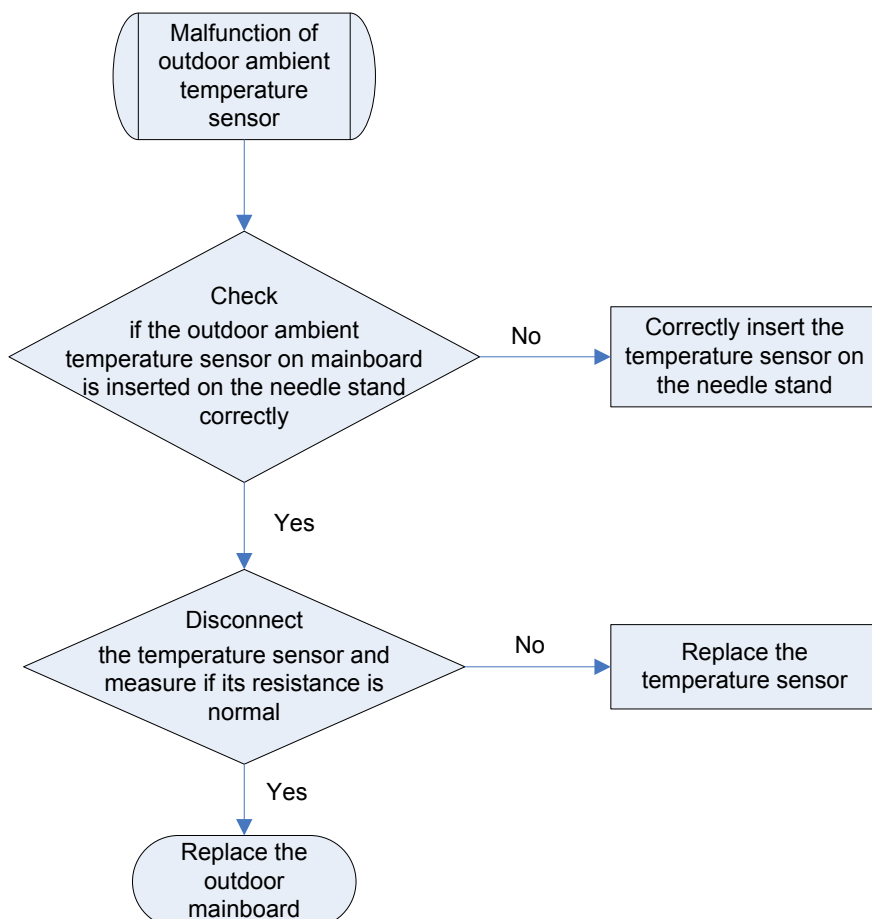 Malfunction of
outdoor ambient
temperature
sensor
Check
if the outdoor ambient
temperature sensor on mainboard
is inserted on the needle stand
correctly
No
Correctly insert the
temperature sensor on
the needle stand
Yes
Disconnect
the temperature sensor and
measure if its resistance is
normal
No
Replace the
temperature sensor
Yes
Replace the
outdoor
mainboard